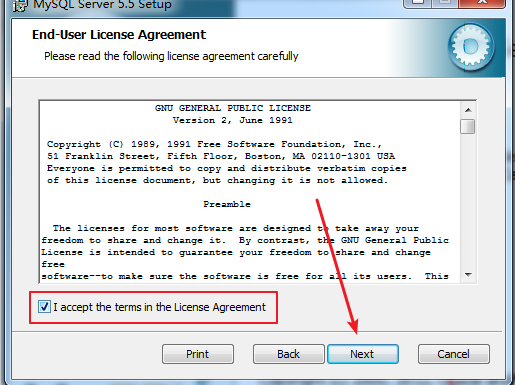 MySQL Server 5.5 Setup
End-User License Agreement
Please read the following license agreement carefully
GNU GENERAL PUBLIC LICENSE
Version 2, June 1991
Copyright (C) 1989, 1991 Free Software Foundation, Inc.,
51 Franklin Street, Fifth Floor, Boston, MA 02110-1301 USA
Everyone is permitted to copy and distribute verbatim copies
of this license document, but changing it is not allowed.
Preamble
The licenses for most software are designed to take away your
freedom to share and change it. By contrast, the GNU General Public
License is intended to guarantee your freedom to share and change
free
software--to make sure the software is free for all its users. This
I accept the terms in the License Agreement
Print
Back
Next
Cancel